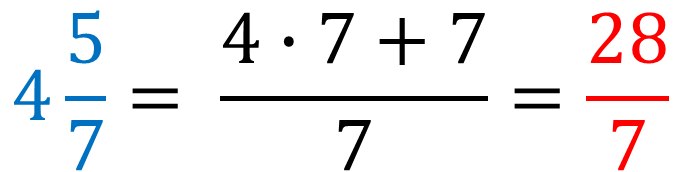 4 5/7 = (4 · 7 + 7)/7 = 28/7